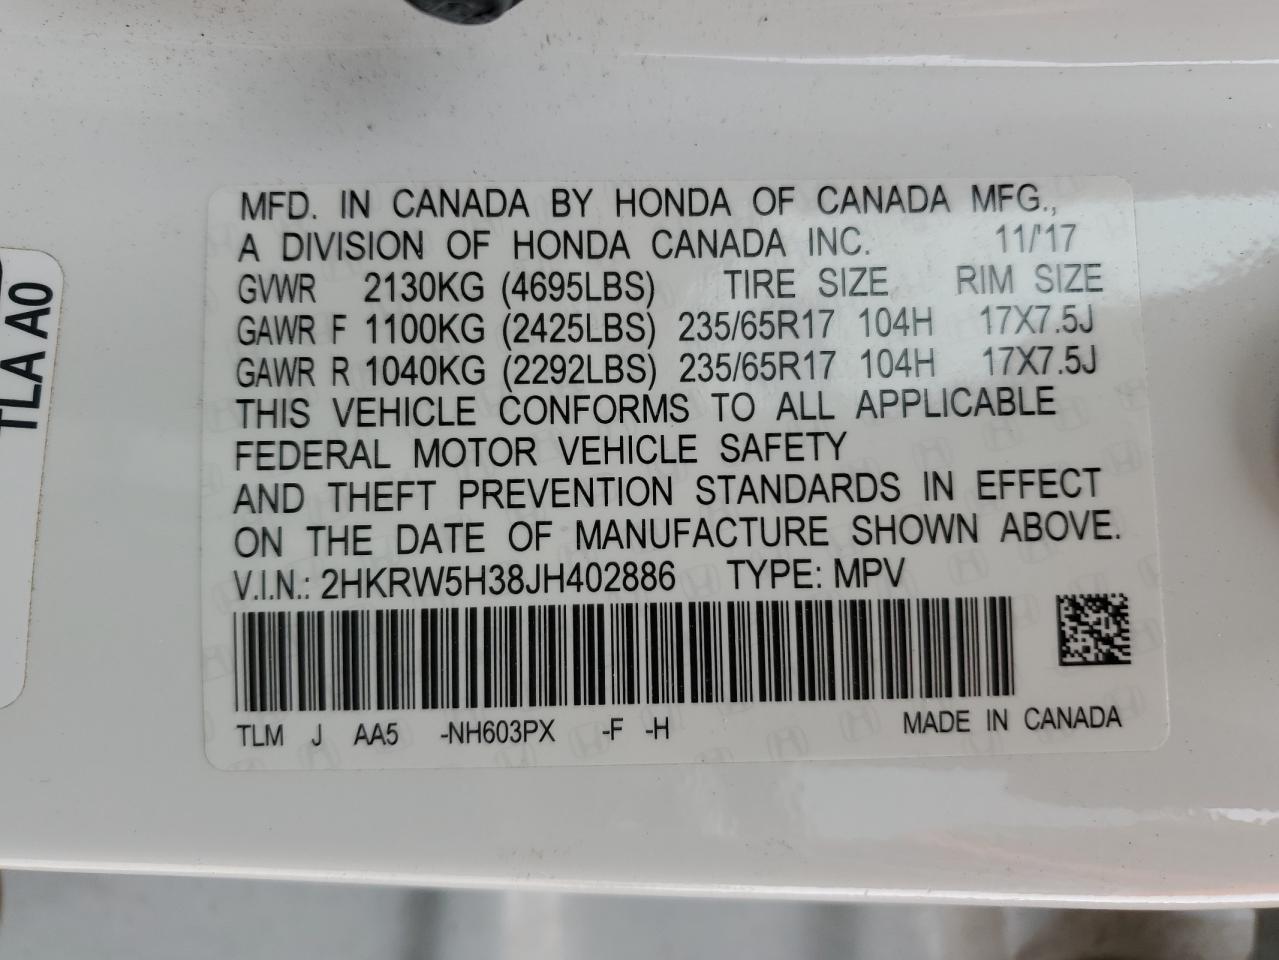 MFD. IN CANADA BY HONDA OF CANADA MFG.,
A DIVISION OF HONDA CANADA INC. 11/'17
GVWR 2130KG (4695LBS) TIRE SIZE RIM SIZE
GAWR F 1100KG (2425LBS) 235/65R17 104H 17X7.5J
GAWR R 1040KG (2292LBS) 235/65R17 104H 17X7.5J
THIS VEHICLE CONFORMS TO ALL APPLICABLE
FEDERAL MOTOR VEHICLE SAFETY
AND THEFT PREVENTION STANDARDS IN EFFECT
ON THE DATE OF MANUFACTURE SHOWN ABOVE.
V.I.N.: 2HKRW5H38JH402886 TYPE: MPV
TLM J AA5 -NH603PX -F -H MADE IN CANADA
TLA A0